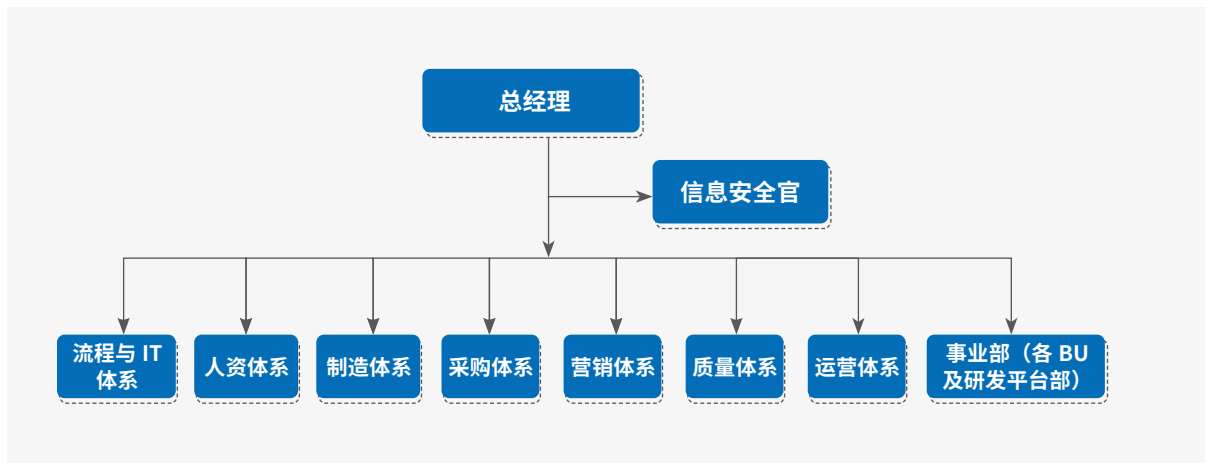 总经理
信息安全官
流程与 IT
体系
人资体系
制造体系
采购体系
营销体系
质量体系
运营体系
事业部（各 BU
及研发平台部）